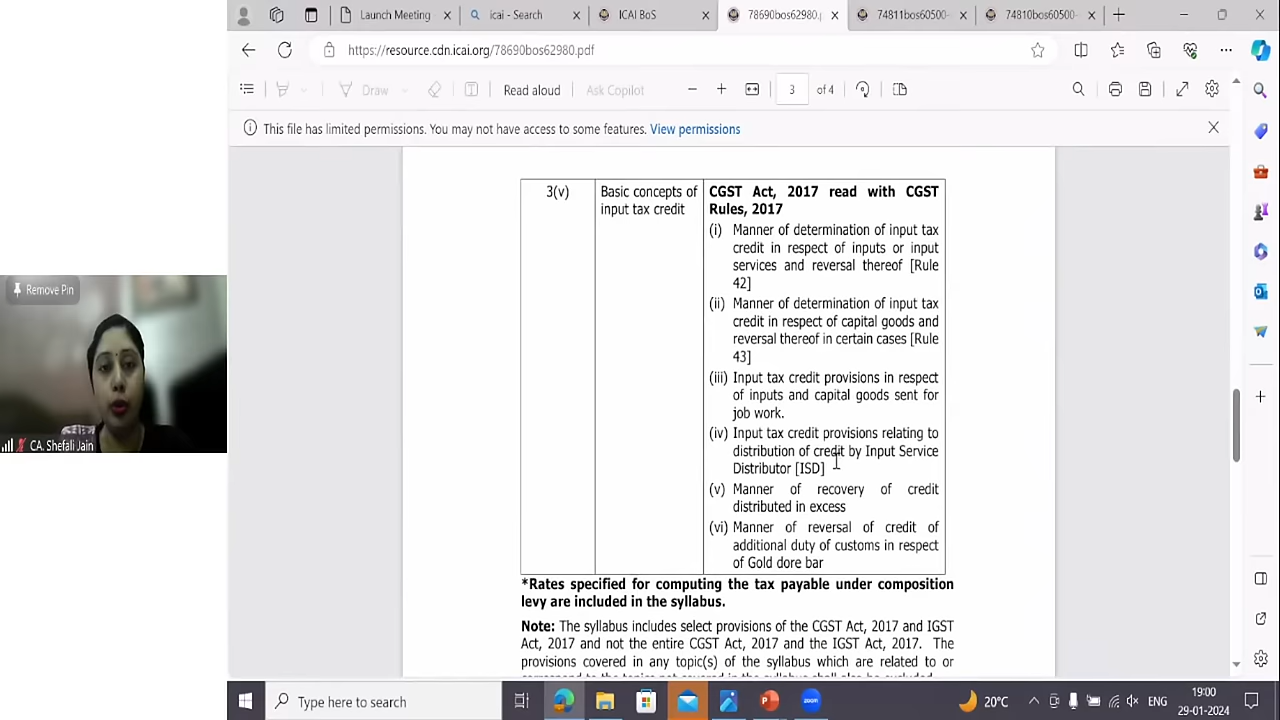 Launch Meeting
icai - Search
ICAI BoS
78690bos62980.
74811bos60500-
74810bos60500-
https://resource.cdn.icai.org/78690bos62980.pdf
Draw
Read aloud
Ask Copilot
3 of 4
This file has limited permissions. You may not have access to some features. View permissions
3(v)
Basic concepts of
input tax credit
CGST Act, 2017 read with CGST
Rules, 2017
(i) Manner of determination of input tax
credit in respect of inputs or input
services and reversal thereof [Rule
42]
(ii) Manner of determination of input tax
credit in respect of capital goods and
reversal thereof in certain cases [Rule
43]
(iii) Input tax credit provisions in respect
of inputs and capital goods sent for
job work.
(iv) Input tax credit provisions relating to
distribution of credit by Input Service
Distributor [ISD]
(v) Manner of recovery of credit
distributed in excess
(vi) Manner of reversal of credit of
additional duty of customs in respect
of Gold dore bar
*Rates specified for computing the tax payable under composition
levy are included in the syllabus.
Note: The syllabus includes select provisions of the CGST Act, 2017 and IGST
Act, 2017 and not the entire CGST Act, 2017 and the IGST Act, 2017. The
provisions covered in any topic(s) of the syllabus which are related to or
Remove Pin
CA. Shefali Jain
Type here to search
20°C
ENG
19:00
29-01-2024